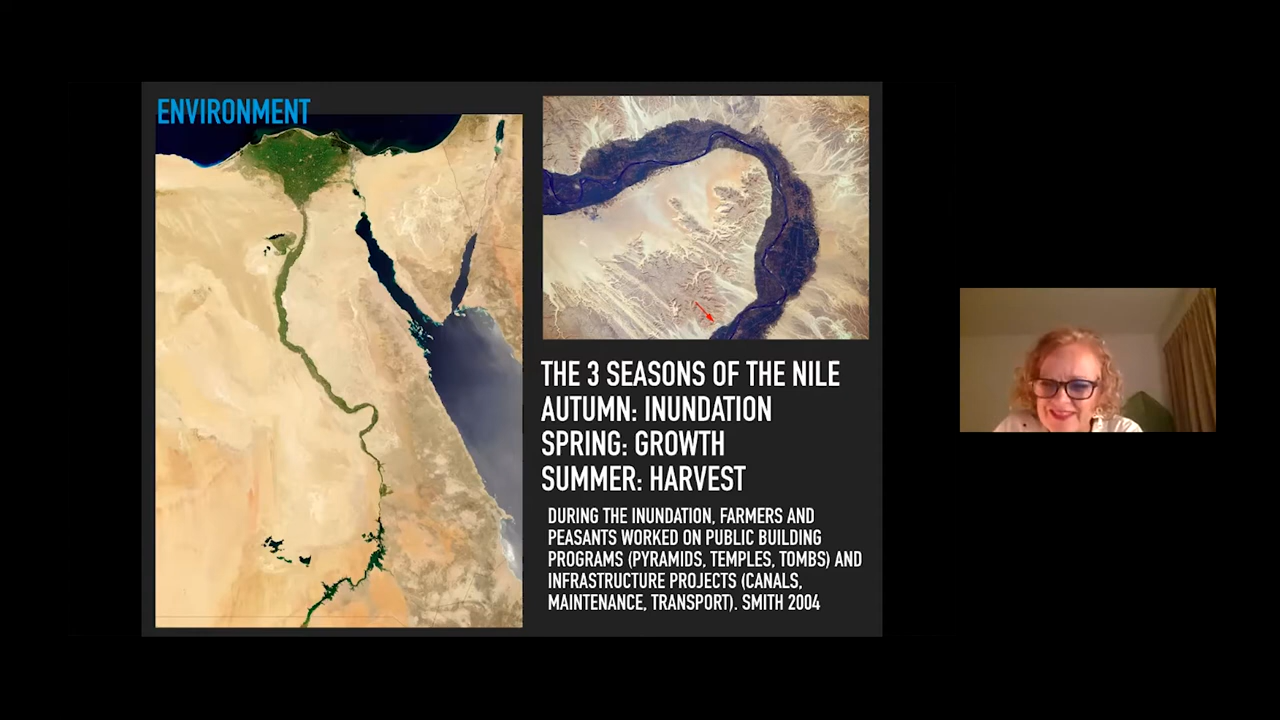 ENVIRONMENT
THE 3 SEASONS OF THE NILE
AUTUMN: INUNDATION
SPRING: GROWTH
SUMMER: HARVEST
DURING THE INUNDATION, FARMERS AND
PEASANTS WORKED ON PUBLIC BUILDING
PROGRAMS (PYRAMIDS, TEMPLES, TOMBS) AND
INFRASTRUCTURE PROJECTS (CANALS,
MAINTENANCE, TRANSPORT). SMITH 2004